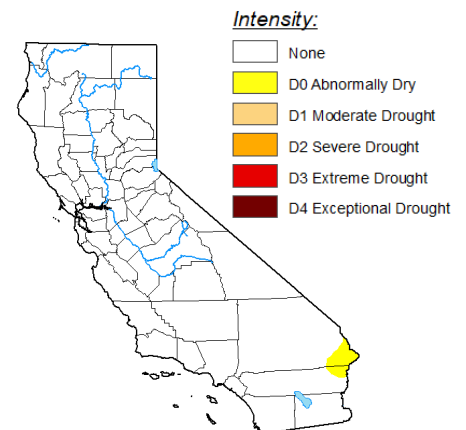 Intensity:
None
D0 Abnormally Dry
D1 Moderate Drought
D2 Severe Drought
D3 Extreme Drought
D4 Exceptional Drought